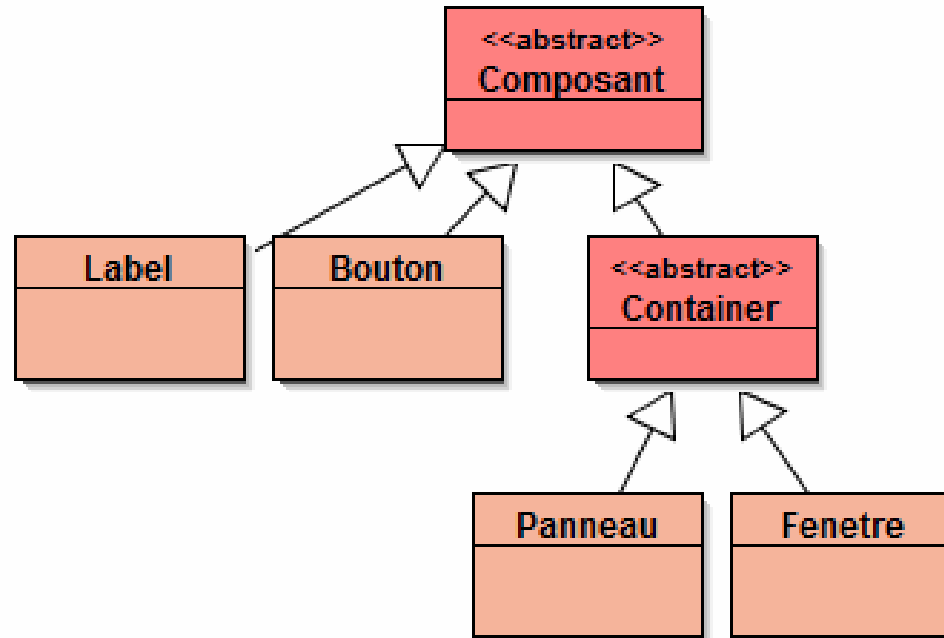 <<abstract>>
Composant
Label
Bouton
<<abstract>>
Container
Panneau
Fenetre